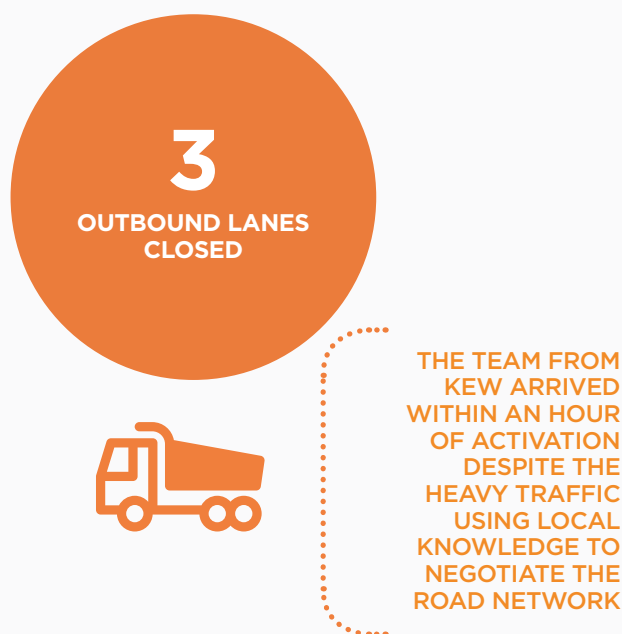 3
OUTBOUND LANES
CLOSED
THE TEAM FROM
KEW ARRIVED
WITHIN AN HOUR
OF ACTIVATION
DESPITE THE
HEAVY TRAFFIC
USING LOCAL
KNOWLEDGE TO
NEGOTIATE THE
ROAD NETWORK